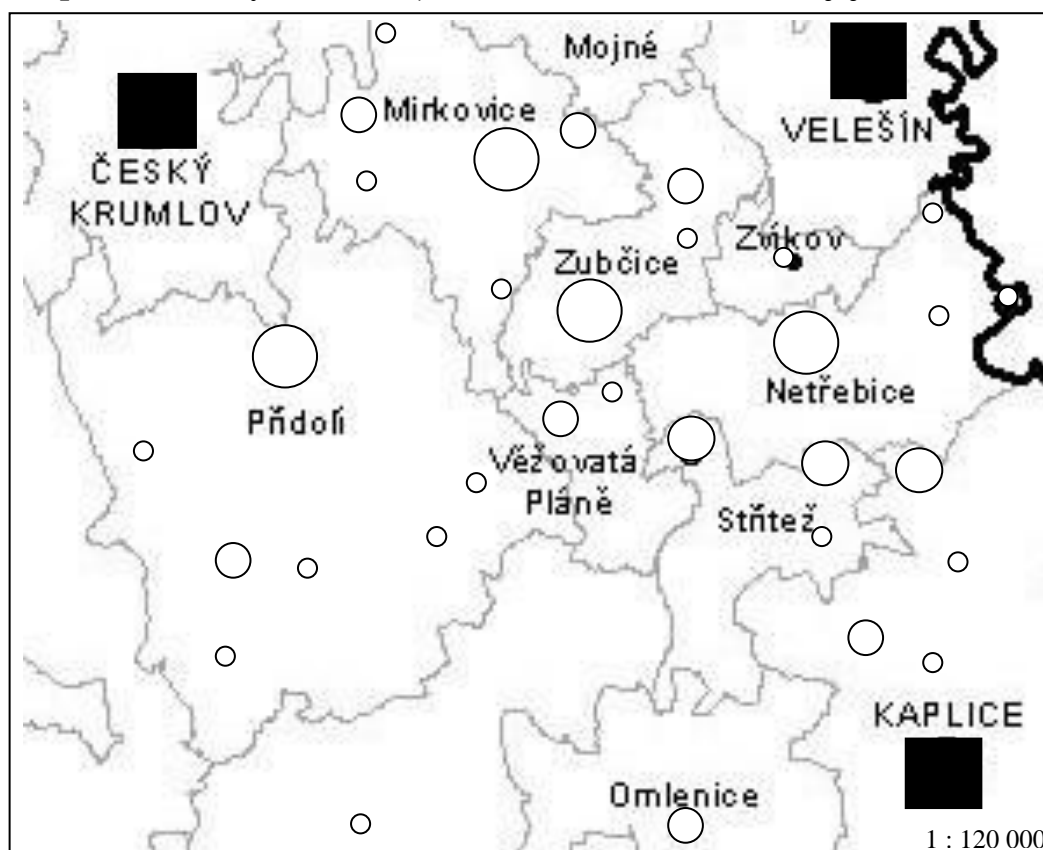 Mojné
Mirkovice
VELEŠÍN
ČESKÝ
KRUMLOV
Zvíkov
Zubčice
Netřebice
Přídolí
Věžovatá
Pláně
Střítež
KAPLICE
Omlenice
1 : 120 000